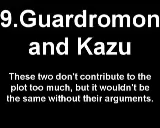 9.Guardromon
and Kazu
These two don't contribute to the
plot too much, but it wouldn't be
the same without their arguments.